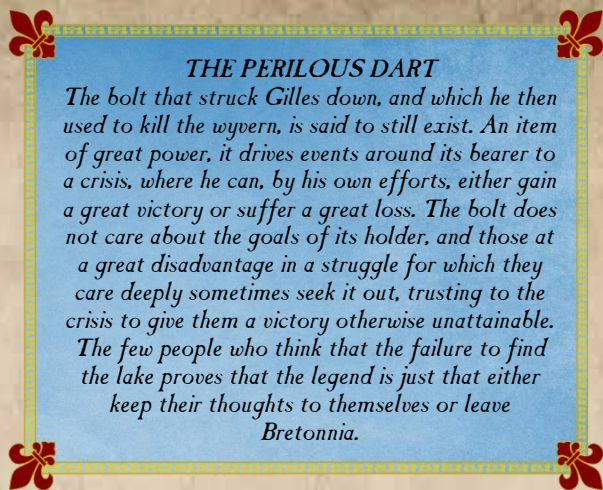 THE PERILOUS DART
The bolt that struck Gilles down, and which he then
used to kill the wyvern, is said to still exist. An item
of great power, it drives events around its bearer to
a crisis, where he can, by his own efforts, either gain
a great victory or suffer a great loss. The bolt does
not care about the goals of its holder, and those at
a great disadvantage in a struggle for which they
care deeply sometimes seek it out, trusting to the
crisis to give them a victory otherwise unattainable.
The few people who think that the failure to find
the lake proves that the legend is just that either
keep their thoughts to themselves or leave
Bretonnia.